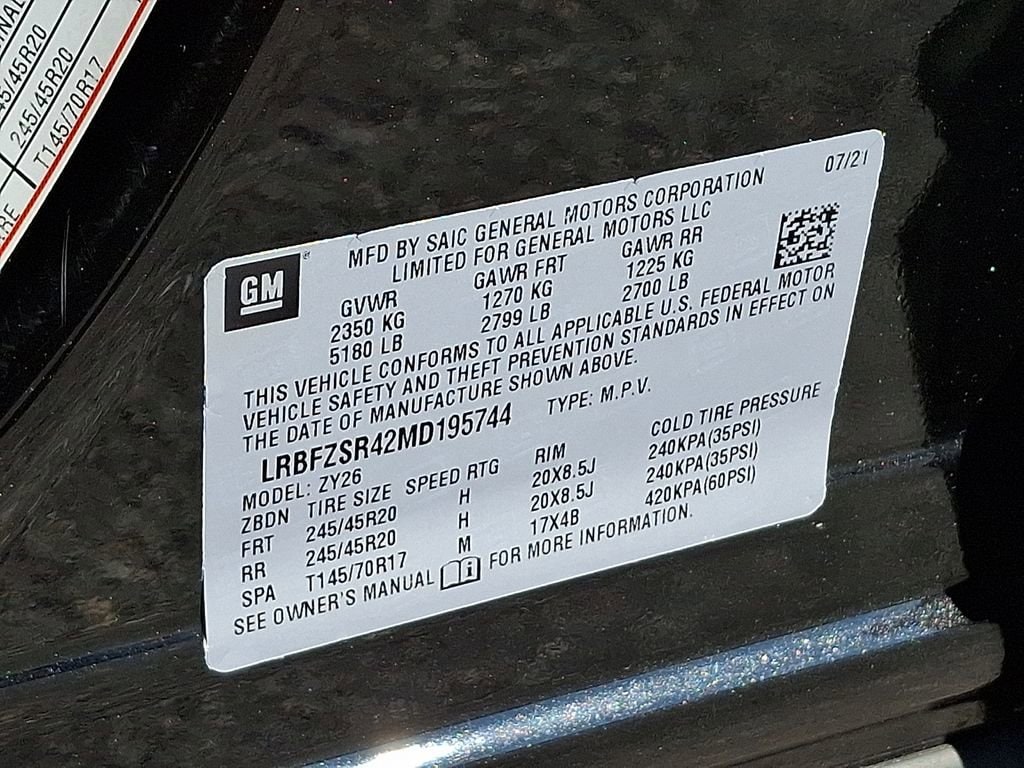 45/45R20
245/45R20
T145/70R17
07/21
GM
MFD BY SAIC GENERAL MOTORS CORPORATION
LIMITED FOR GENERAL MOTORS LLC
GVWR GAWR FRT GAWR RR
2350 KG 1270 KG 1225 KG
5180 LB 2799 LB 2700 LB
THIS VEHICLE CONFORMS TO ALL APPLICABLE U.S. FEDERAL MOTOR
VEHICLE SAFETY AND THEFT PREVENTION STANDARDS IN EFFECT ON
THE DATE OF MANUFACTURE SHOWN ABOVE.
LRBFZSR42MD195744 TYPE: M.P.V.
MODEL: ZY26
ZBDN TIRE SIZE SPEED RTG RIM COLD TIRE PRESSURE
FRT 245/45R20 H 20X8.5J 240KPA(35PSI)
RR 245/45R20 H 20X8.5J 240KPA(35PSI)
SPA T145/70R17 M 17X4B 420KPA(60PSI)
SEE OWNER'S MANUAL i FOR MORE INFORMATION.